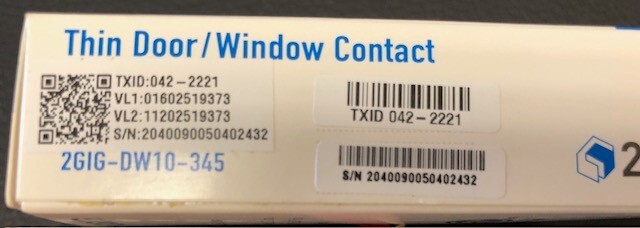 Thin Door/Window Contact
TXID:042-2221
VL1:01602519373
VL2:11202519373
S/N:2040090050402432
2GIG-DW10-345
TXID 042-2221
S/N 2040090050402432
2